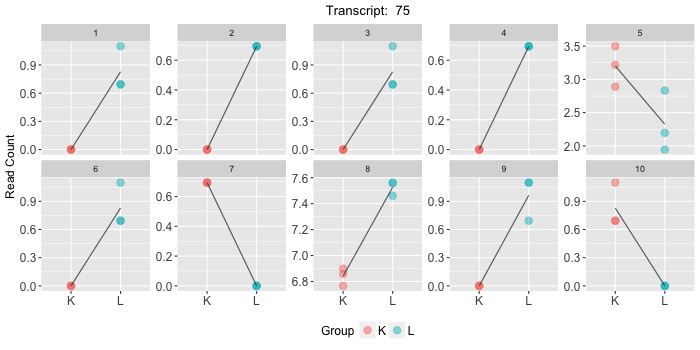 Transcript: 75
1 2 3 4 5
0.9 0.6 0.9 0.6 3.5
0.6 0.4 0.6 0.4 3.0
0.3 0.2 0.3 0.2 2.5
0.0 0.0 0.0 0.0 2.0
Read Count
6 7 8 9 10
0.9 0.6 7.6 0.9 0.9
0.6 0.4 7.4 0.6 0.6
0.3 0.2 7.2 0.3 0.3
0.0 0.0 7.0 0.0 0.0
6.8
K L K L K L K L K L
Group K L